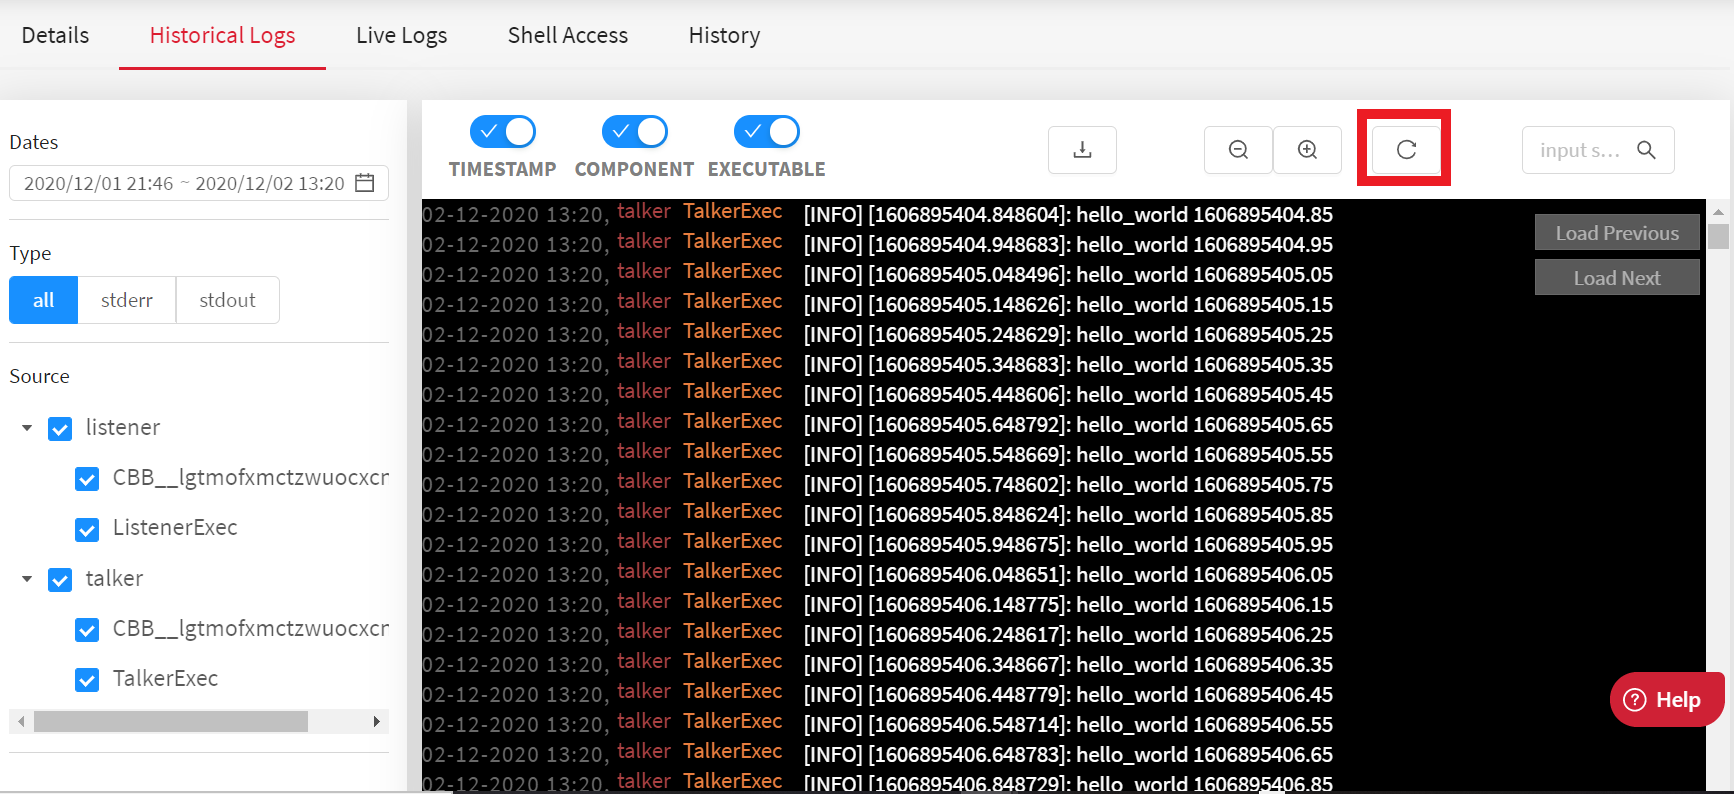 Details Historical Logs Live Logs Shell Access History
Dates
2020/12/01 21:46 ~ 2020/12/02 13:20
Type
all stderr stdout
Source
listener
CBB__lgtmofxmctzwuocxcr
ListenerExec
talker
CBB__lgtmofxmctzwuocxcr
TalkerExec
TIMESTAMP COMPONENT EXECUTABLE
input s...
Load Previous
Load Next
02-12-2020 13:20, talker TalkerExec [INFO] [1606895404.848604]: hello_world 1606895404.85
02-12-2020 13:20, talker TalkerExec [INFO] [1606895404.948683]: hello_world 1606895404.95
02-12-2020 13:20, talker TalkerExec [INFO] [1606895405.048496]: hello_world 1606895405.05
02-12-2020 13:20, talker TalkerExec [INFO] [1606895405.148626]: hello_world 1606895405.15
02-12-2020 13:20, talker TalkerExec [INFO] [1606895405.248629]: hello_world 1606895405.25
02-12-2020 13:20, talker TalkerExec [INFO] [1606895405.348683]: hello_world 1606895405.35
02-12-2020 13:20, talker TalkerExec [INFO] [1606895405.448606]: hello_world 1606895405.45
02-12-2020 13:20, talker TalkerExec [INFO] [1606895405.648792]: hello_world 1606895405.65
02-12-2020 13:20, talker TalkerExec [INFO] [1606895405.548669]: hello_world 1606895405.55
02-12-2020 13:20, talker TalkerExec [INFO] [1606895405.748602]: hello_world 1606895405.75
02-12-2020 13:20, talker TalkerExec [INFO] [1606895405.848624]: hello_world 1606895405.85
02-12-2020 13:20, talker TalkerExec [INFO] [1606895405.948675]: hello_world 1606895405.95
02-12-2020 13:20, talker TalkerExec [INFO] [1606895406.048651]: hello_world 1606895406.05
02-12-2020 13:20, talker TalkerExec [INFO] [1606895406.148775]: hello_world 1606895406.15
02-12-2020 13:20, talker TalkerExec [INFO] [1606895406.248617]: hello_world 1606895406.25
02-12-2020 13:20, talker TalkerExec [INFO] [1606895406.348667]: hello_world 1606895406.35
02-12-2020 13:20, talker TalkerExec [INFO] [1606895406.448779]: hello_world 1606895406.45
02-12-2020 13:20, talker TalkerExec [INFO] [1606895406.548714]: hello_world 1606895406.55
02-12-2020 13:20, talker TalkerExec [INFO] [1606895406.648783]: hello_world 1606895406.65
02-12-2020 13:20, talker TalkerExec [INFO] [1606895406.848729]: hello_world 1606895406.85
Help